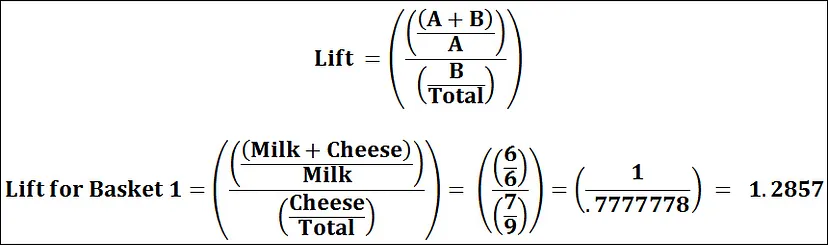 Lift = (((A + B)/A)/(B/Total))
Lift for Basket 1 = (((Milk + Cheese)/Milk)/(Cheese/Total)) = ((6/6)/(7/9)) = (1/.7777778) = 1.2857